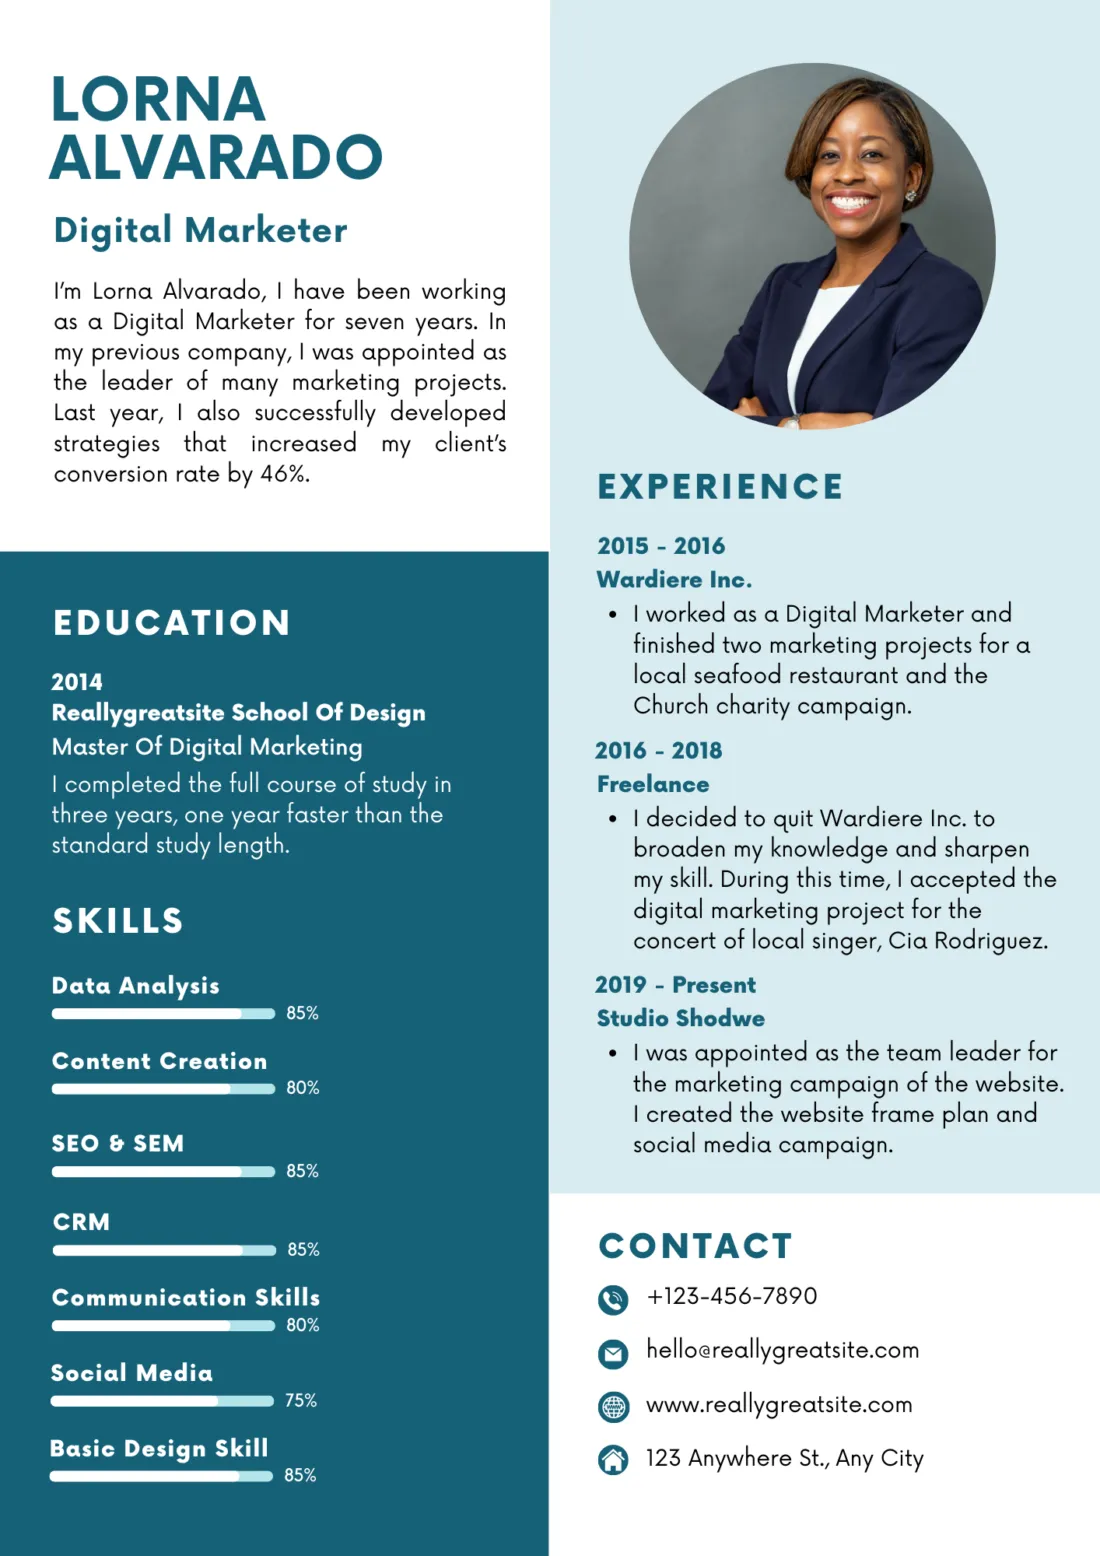 LORNA
ALVARADO
Digital Marketer
I'm Lorna Alvarado, I have been working
as a Digital Marketer for seven years. In
my previous company, I was appointed as
the leader of many marketing projects.
Last year, I also successfully developed
strategies that increased my client's
conversion rate by 46%.
EDUCATION
2014
Reallygreatsite School Of Design
Master Of Digital Marketing
I completed the full course of study in
three years, one year faster than the
standard study length.
SKILLS
Data Analysis
85%
Content Creation
80%
SEO & SEM
85%
CRM
85%
Communication Skills
80%
Social Media
75%
Basic Design Skill
85%
EXPERIENCE
2015 - 2016
Wardiere Inc.
• I worked as a Digital Marketer and
finished two marketing projects for a
local seafood restaurant and the
Church charity campaign.
2016 - 2018
Freelance
• I decided to quit Wardiere Inc. to
broaden my knowledge and sharpen
my skill. During this time, I accepted the
digital marketing project for the
concert of local singer, Cia Rodriguez.
2019 - Present
Studio Shodwe
• I was appointed as the team leader for
the marketing campaign of the website.
I created the website frame plan and
social media campaign.
CONTACT
+123-456-7890
hello@reallygreatsite.com
www.reallygreatsite.com
123 Anywhere St., Any City